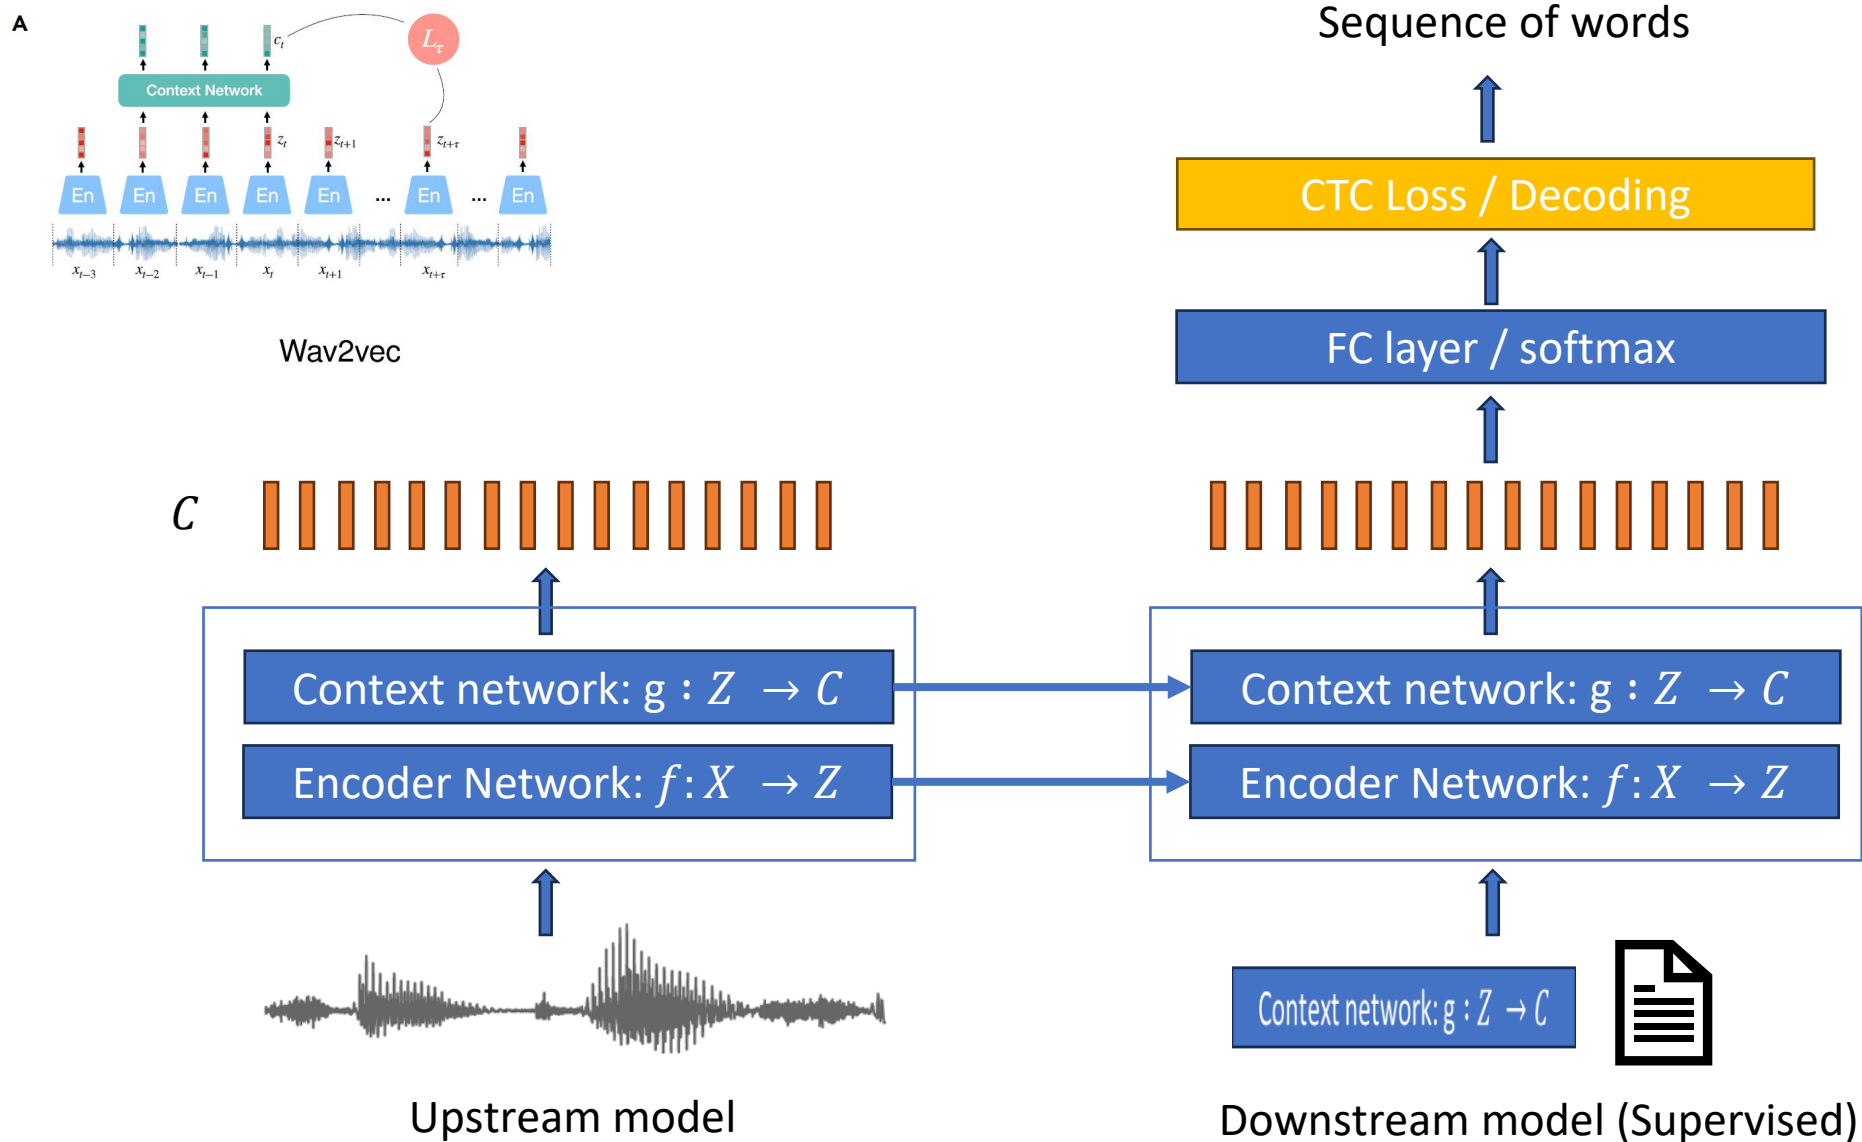 A
c_t
L_τ
Context Network
z_t
z_{t+1}
z_{t+τ}
En En En En En ... En ... En
x_{t−3} x_{t−2} x_{t−1} x_t x_{t+1} x_{t+τ}
Wav2vec
C
Context network: g : Z → C
Encoder Network: f : X → Z
Upstream model
Sequence of words
CTC Loss / Decoding
FC layer / softmax
Context network: g : Z → C
Encoder Network: f : X → Z
Context network: g : Z → C
Downstream model (Supervised)